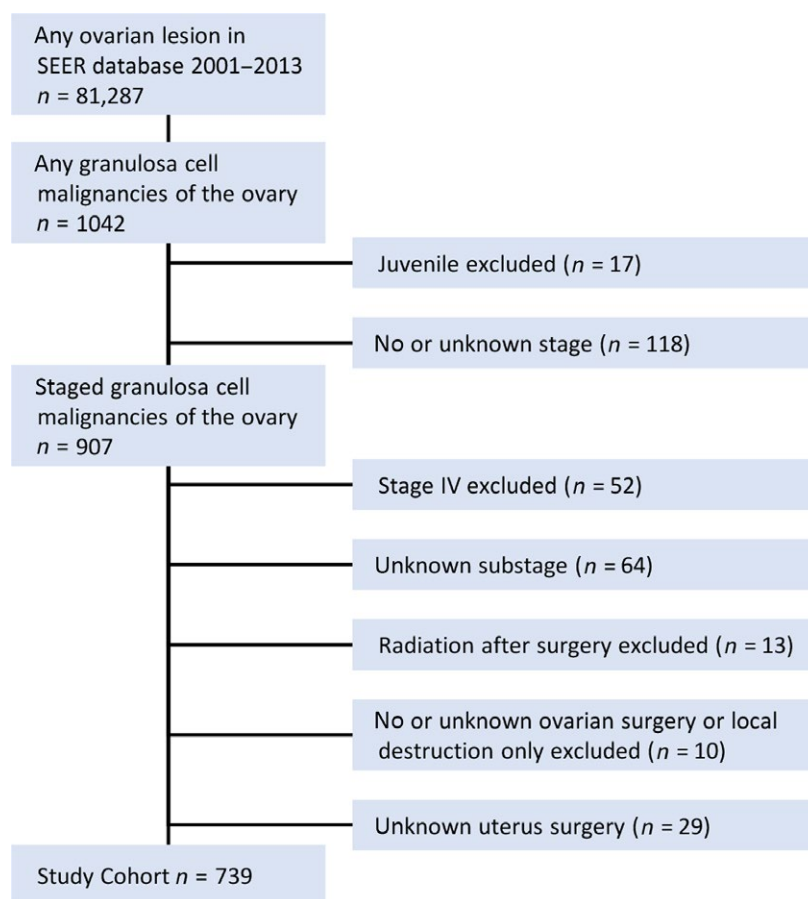 Any ovarian lesion in
SEER database 2001–2013
n = 81,287
Any granulosa cell
malignancies of the ovary
n = 1042
Juvenile excluded (n = 17)
No or unknown stage (n = 118)
Staged granulosa cell
malignancies of the ovary
n = 907
Stage IV excluded (n = 52)
Unknown substage (n = 64)
Radiation after surgery excluded (n = 13)
No or unknown ovarian surgery or local
destruction only excluded (n = 10)
Unknown uterus surgery (n = 29)
Study Cohort n = 739